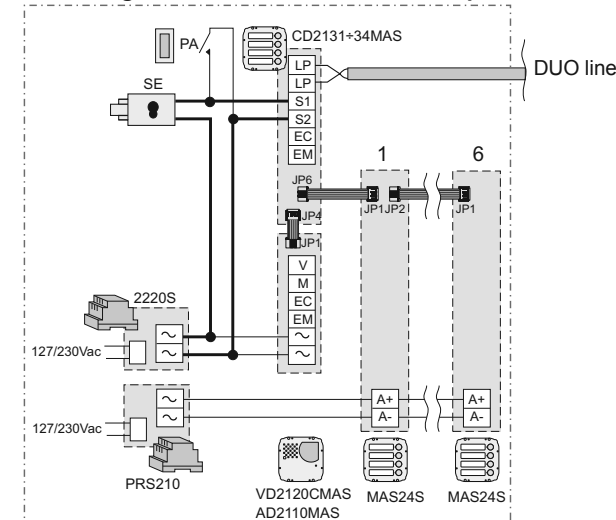 PA
CD2131÷34MAS
DUO line
LP
LP
SE
S1
S2
EC
EM
1
6
JP6
JP1 JP2
JP1
JP4
JP1
V
M
EC
EM
~
~
2220S
~
~
127/230Vac
~
~
A+
A-
A+
A-
127/230Vac
PRS210
VD2120CMAS
AD2110MAS
MAS24S
MAS24S